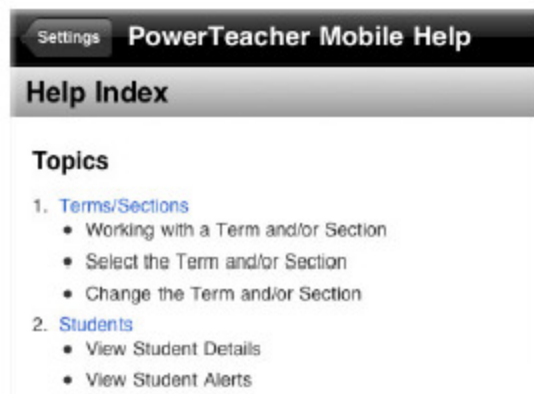 Settings PowerTeacher Mobile Help
Help Index
Topics
1. Terms/Sections
• Working with a Term and/or Section
• Select the Term and/or Section
• Change the Term and/or Section
2. Students
• View Student Details
• View Student Alerts